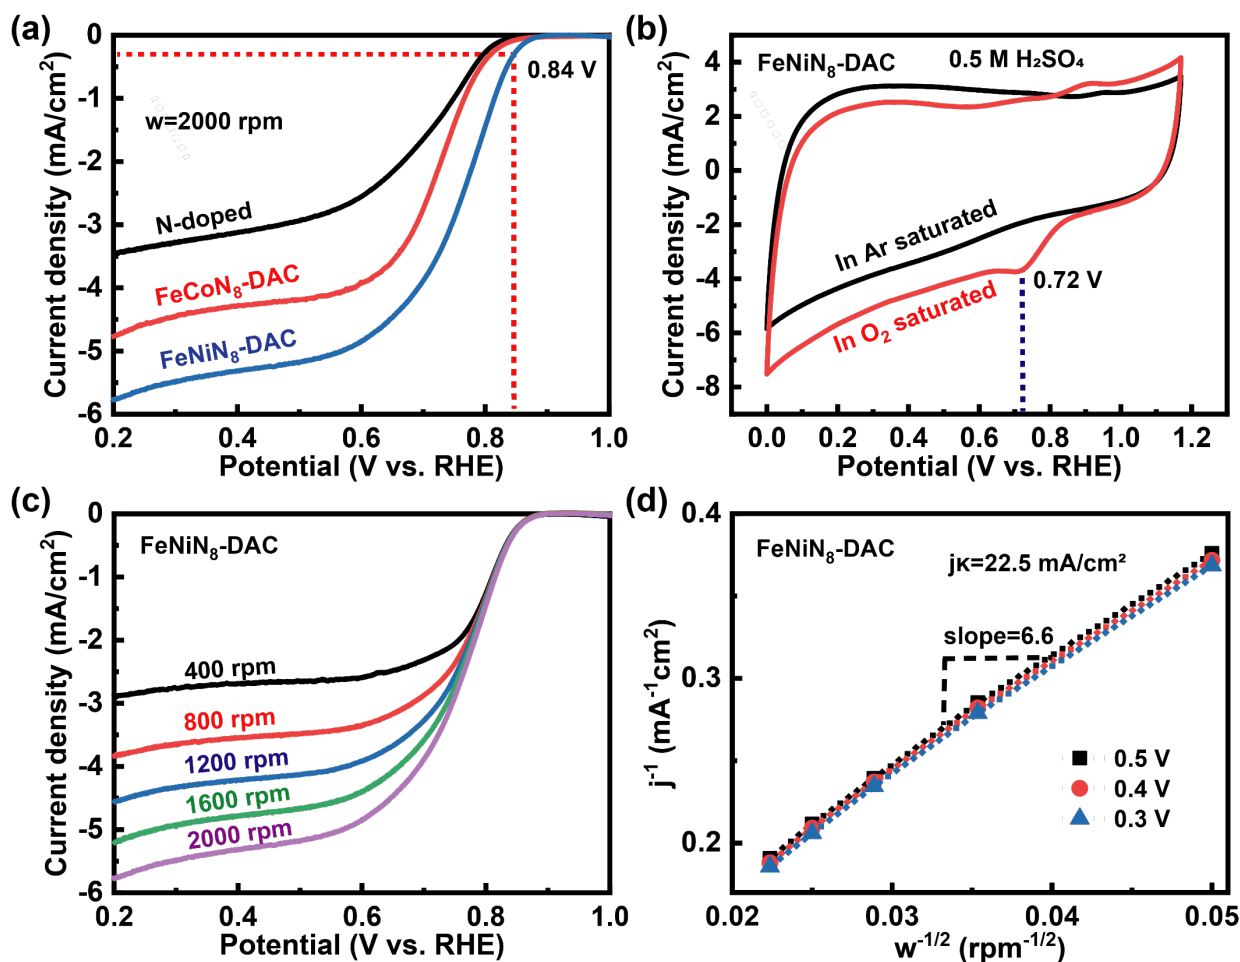 (a)
0
-1
-2
-3
-4
-5
-6
Current density (mA/cm²)
0.84 V
w=2000 rpm
N-doped
FeCoN₈-DAC
FeNiN₈-DAC
0.2 0.4 0.6 0.8 1.0
Potential (V vs. RHE)
(b)
4
2
0
-2
-4
-6
-8
Current density (mA/cm²)
FeNiN₈-DAC
0.5 M H₂SO₄
In Ar saturated
In O₂ saturated
0.72 V
0.0 0.2 0.4 0.6 0.8 1.0 1.2
Potential (V vs. RHE)
(c)
0
-1
-2
-3
-4
-5
-6
Current density (mA/cm²)
FeNiN₈-DAC
400 rpm
800 rpm
1200 rpm
1600 rpm
2000 rpm
0.2 0.4 0.6 0.8 1.0
Potential (V vs. RHE)
(d)
0.4
0.3
0.2
j⁻¹ (mA⁻¹cm²)
FeNiN₈-DAC
jᴋ=22.5 mA/cm²
slope=6.6
0.5 V
0.4 V
0.3 V
0.02 0.03 0.04 0.05
w⁻¹/² (rpm⁻¹/²)